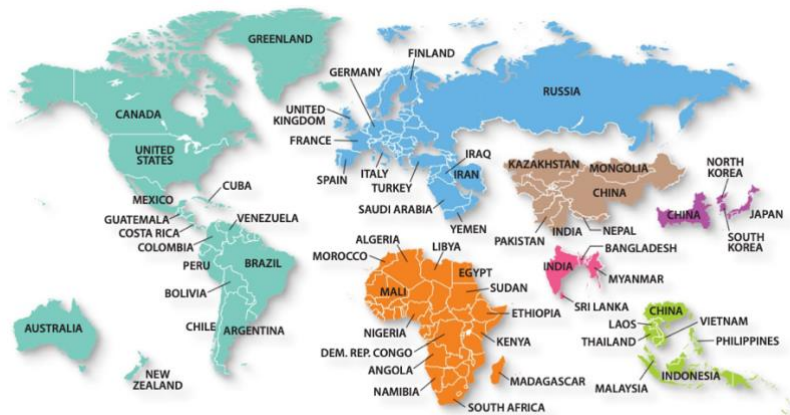 GREENLAND
FINLAND
GERMANY
RUSSIA
CANADA
UNITED
KINGDOM
FRANCE
UNITED
STATES
SPAIN
ITALY
TURKEY
IRAQ
IRAN
KAZAKHSTAN
MONGOLIA
CHINA
NORTH
KOREA
CUBA
MEXICO
GUATEMALA
VENEZUELA
COSTA RICA
COLOMBIA
SAUDI ARABIA
YEMEN
PAKISTAN
INDIA
NEPAL
CHINA
JAPAN
SOUTH
KOREA
BANGLADESH
INDIA
MYANMAR
SRI LANKA
PERU
BRAZIL
BOLIVIA
CHILE
ARGENTINA
ALGERIA
LIBYA
MOROCCO
EGYPT
MALI
SUDAN
NIGERIA
ETHIOPIA
DEM. REP. CONGO
KENYA
ANGOLA
NAMIBIA
MADAGASCAR
SOUTH AFRICA
CHINA
LAOS
VIETNAM
THAILAND
PHILIPPINES
INDONESIA
MALAYSIA
AUSTRALIA
NEW
ZEALAND